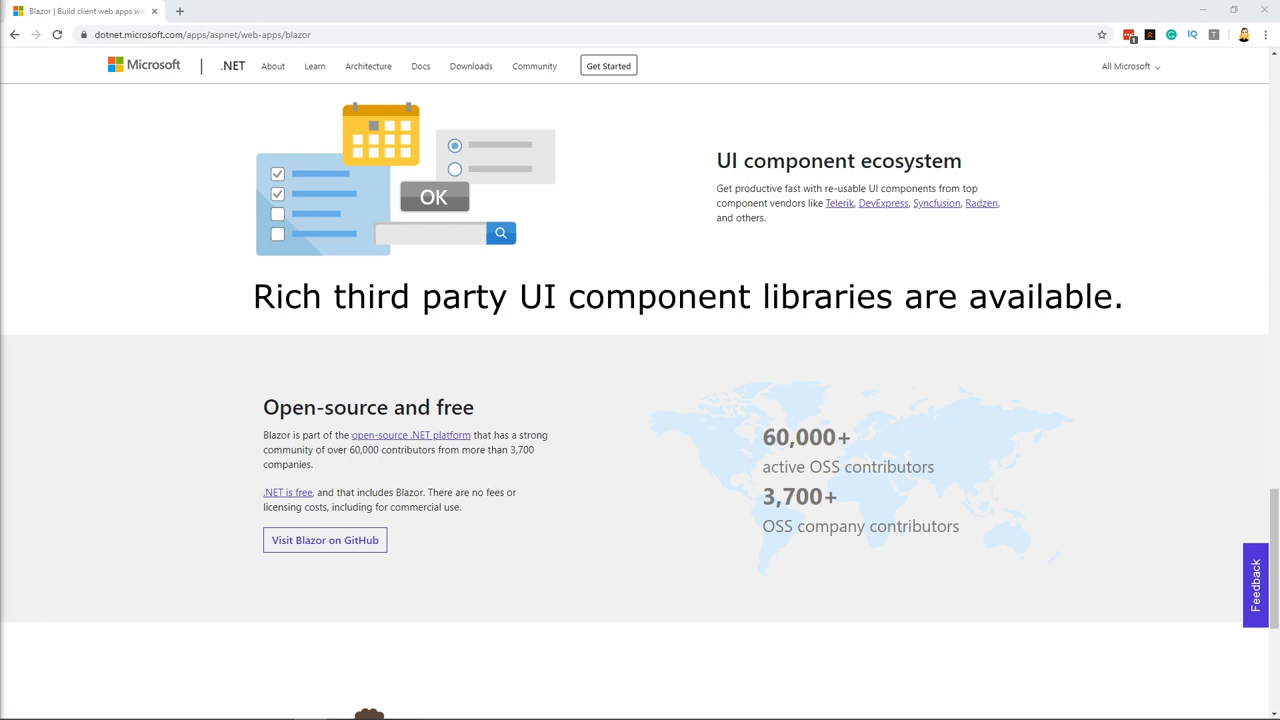 Blazor | Build client web apps wi
dotnet.microsoft.com/apps/aspnet/web-apps/blazor
1
IQ
T
Microsoft | .NET About Learn Architecture Docs Downloads Community Get Started All Microsoft
OK
UI component ecosystem
Get productive fast with re-usable UI components from top
component vendors like Telerik, DevExpress, Syncfusion, Radzen,
and others.
Rich third party UI component libraries are available.
Open-source and free
Blazor is part of the open-source .NET platform that has a strong
community of over 60,000 contributors from more than 3,700
companies.
.NET is free, and that includes Blazor. There are no fees or
licensing costs, including for commercial use.
Visit Blazor on GitHub
60,000+
active OSS contributors
3,700+
OSS company contributors
Feedback